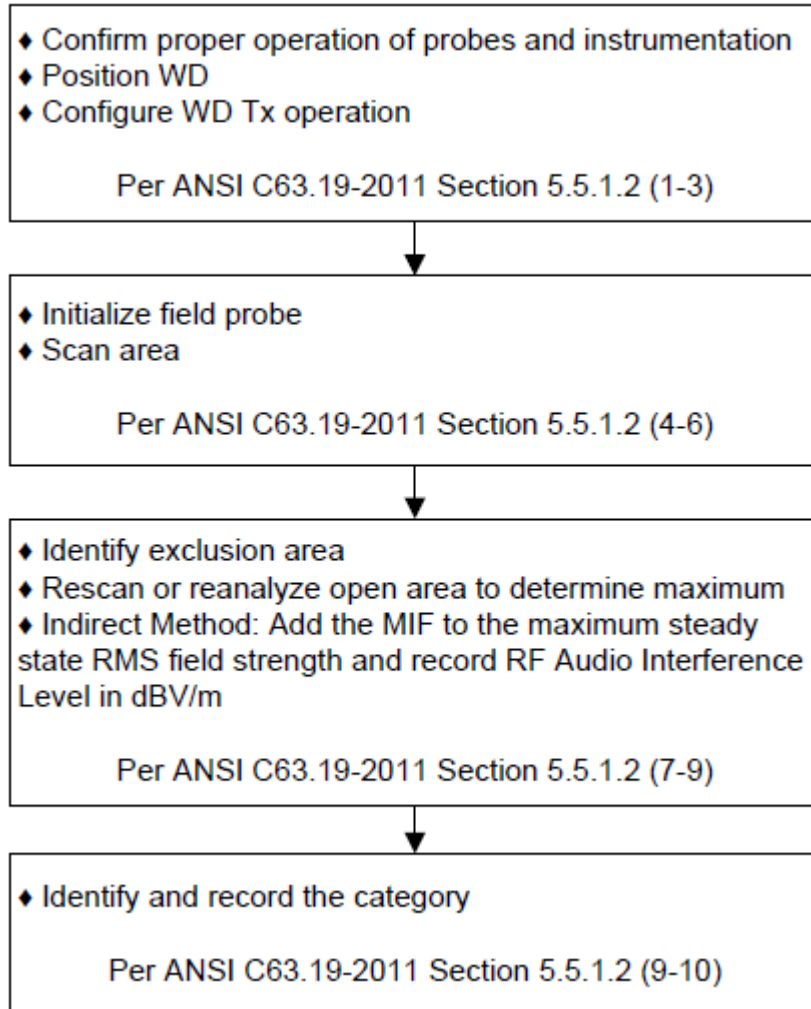 ♦ Confirm proper operation of probes and instrumentation
♦ Position WD
♦ Configure WD Tx operation
Per ANSI C63.19-2011 Section 5.5.1.2 (1-3)
♦ Initialize field probe
♦ Scan area
Per ANSI C63.19-2011 Section 5.5.1.2 (4-6)
♦ Identify exclusion area
♦ Rescan or reanalyze open area to determine maximum
♦ Indirect Method: Add the MIF to the maximum steady
state RMS field strength and record RF Audio Interference
Level in dBV/m
Per ANSI C63.19-2011 Section 5.5.1.2 (7-9)
♦ Identify and record the category
Per ANSI C63.19-2011 Section 5.5.1.2 (9-10)